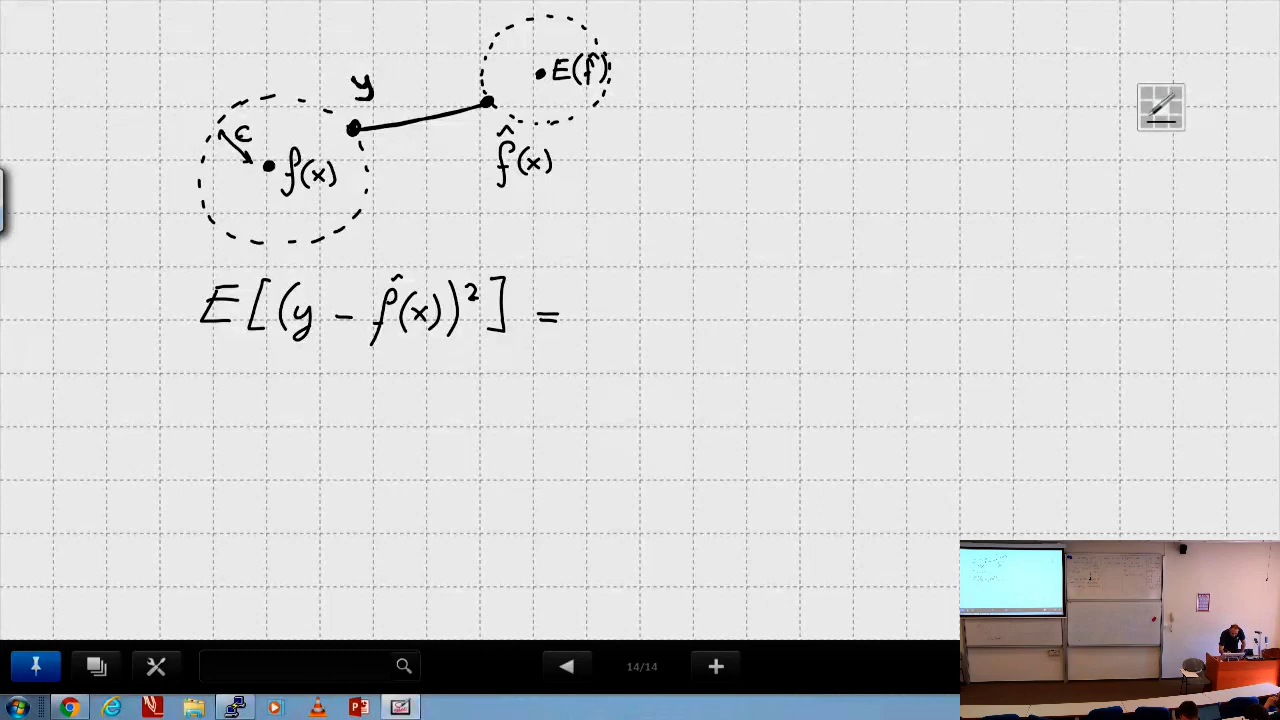 y
E(f̂)
ϵ
f(x)
f̂(x)
E[(y - f̂(x))²] =
14/14